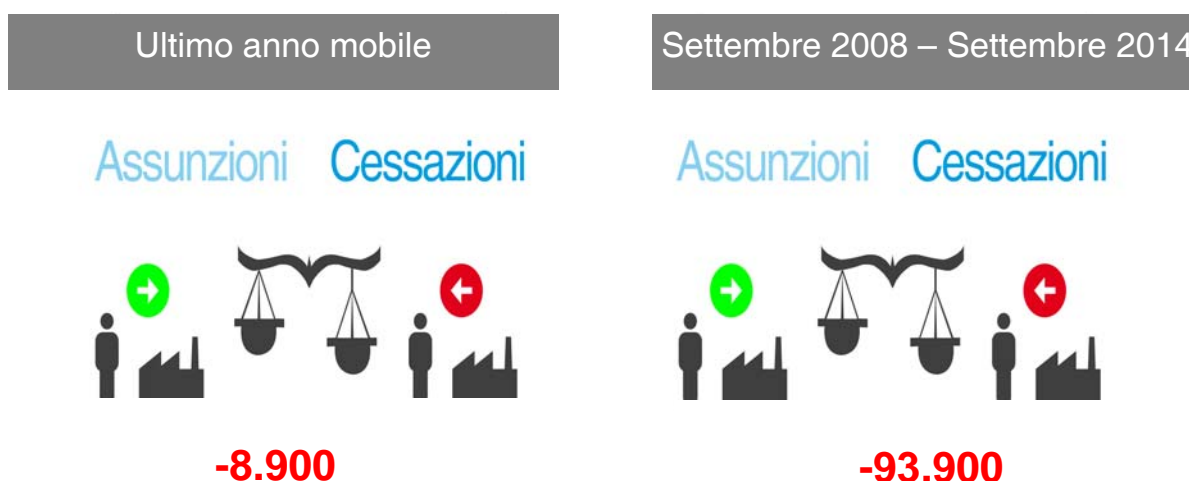 Ultimo anno mobile
Settembre 2008 – Settembre 2014
Assunzioni Cessazioni
Assunzioni Cessazioni
-8.900
-93.900